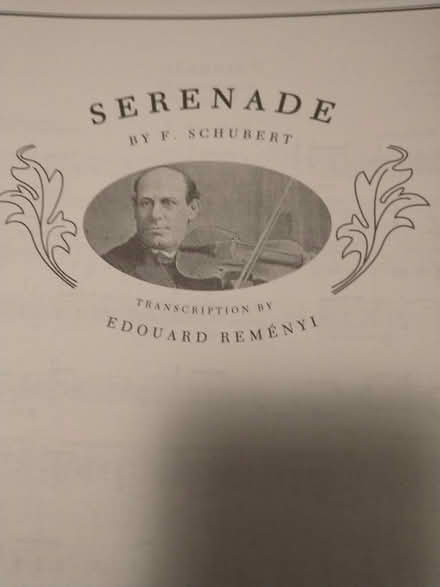 SERENADE
BY F. SCHUBERT
TRANSCRIPTION BY
EDOUARD REMÉNYI